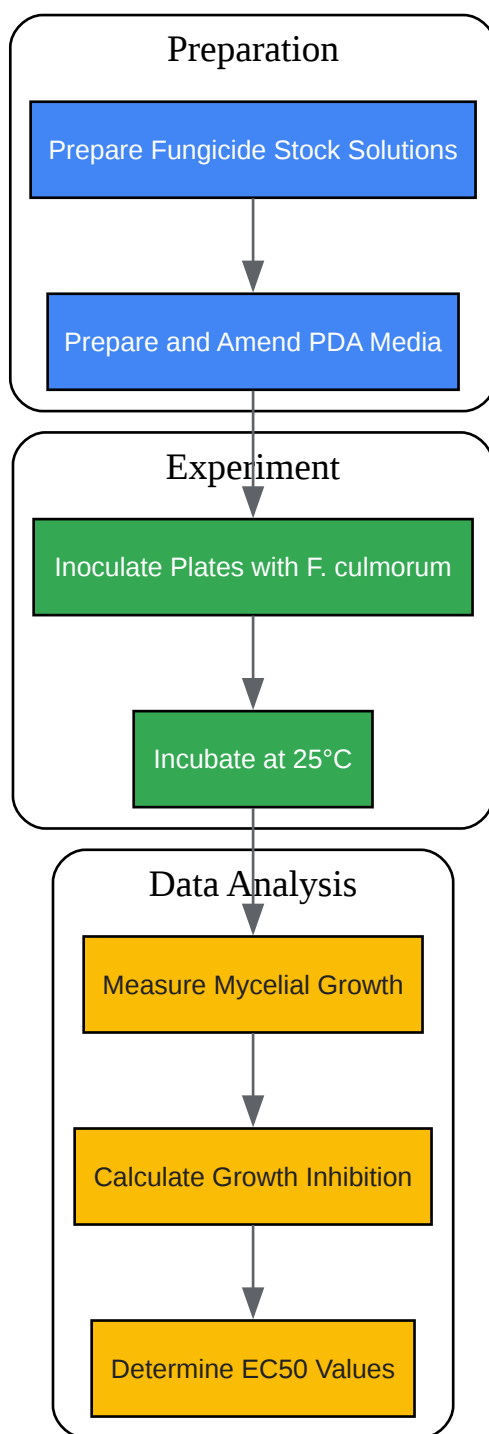 Preparation
Prepare Fungicide Stock Solutions
Prepare and Amend PDA Media
Experiment
Inoculate Plates with F. culmorum
Incubate at 25°C
Data Analysis
Measure Mycelial Growth
Calculate Growth Inhibition
Determine EC50 Values